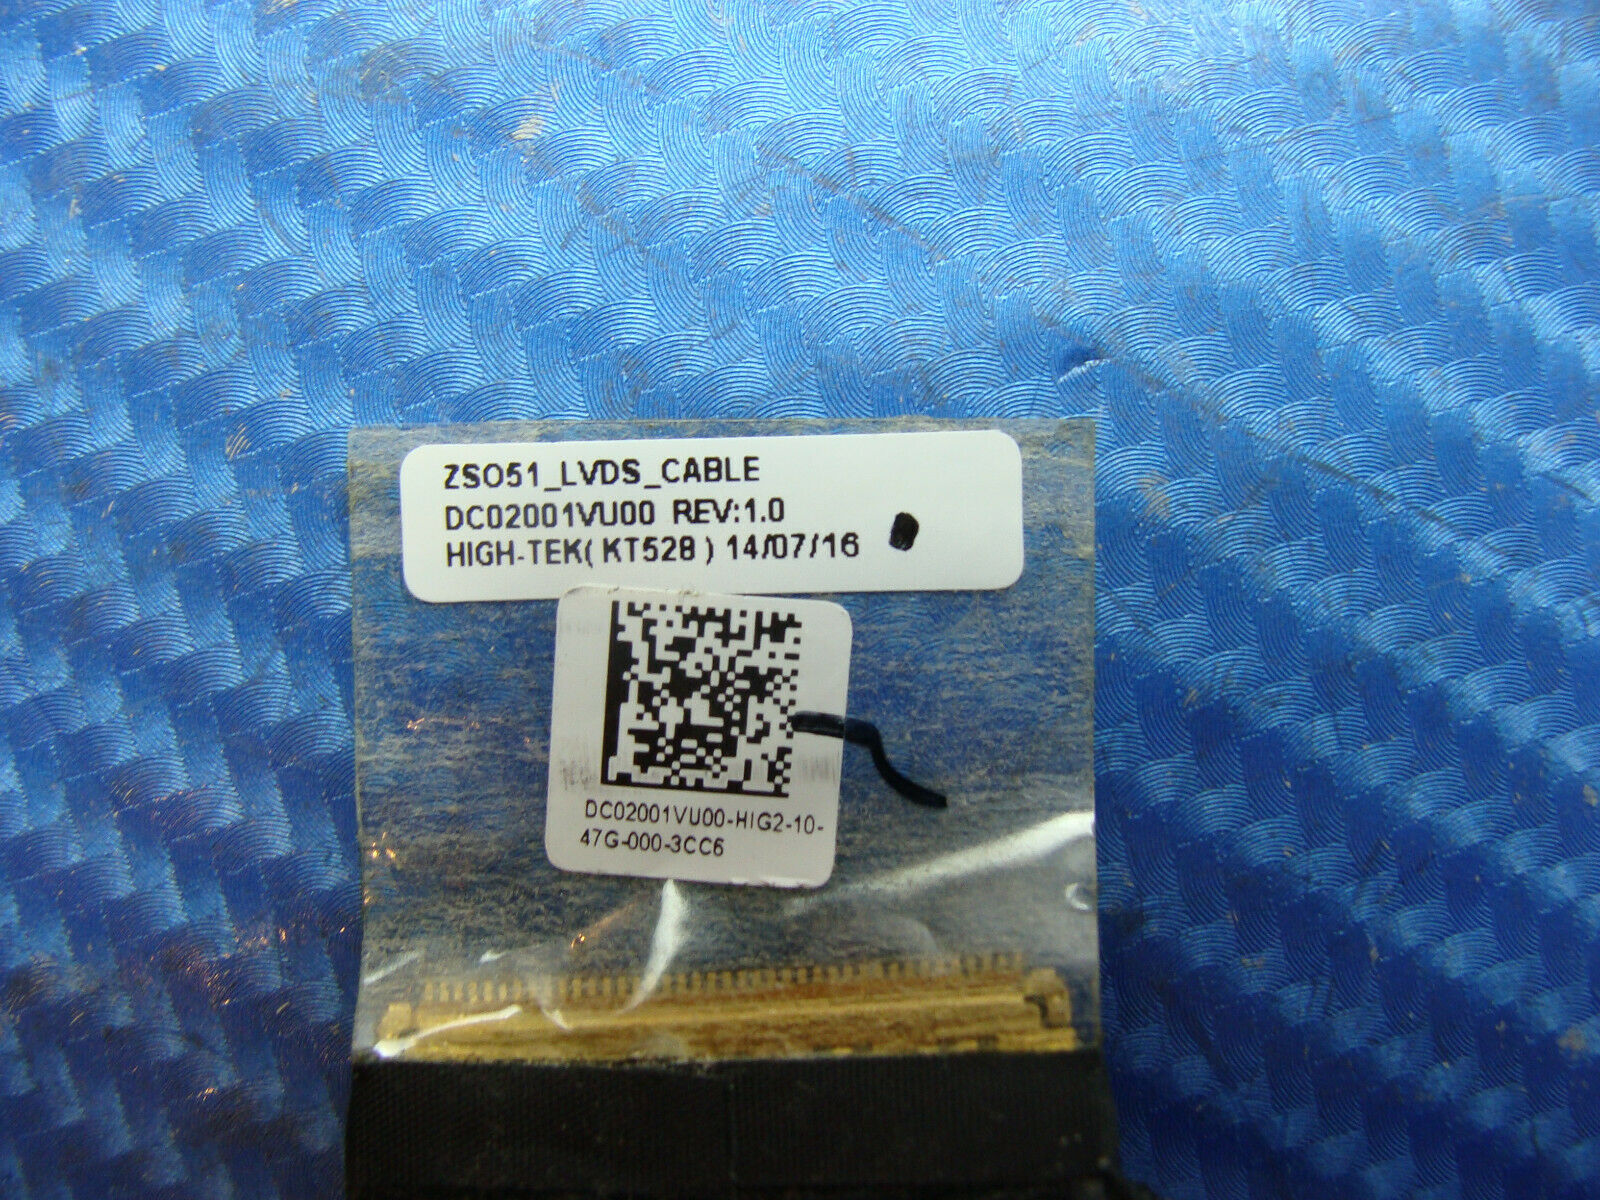 ZSO51_LVDS_CABLE
DC02001VU00 REV:1.0
HIGH-TEK( KT528 ) 14/07/16
DC02001VU00-HIG2-10-
47G-000-3CC6